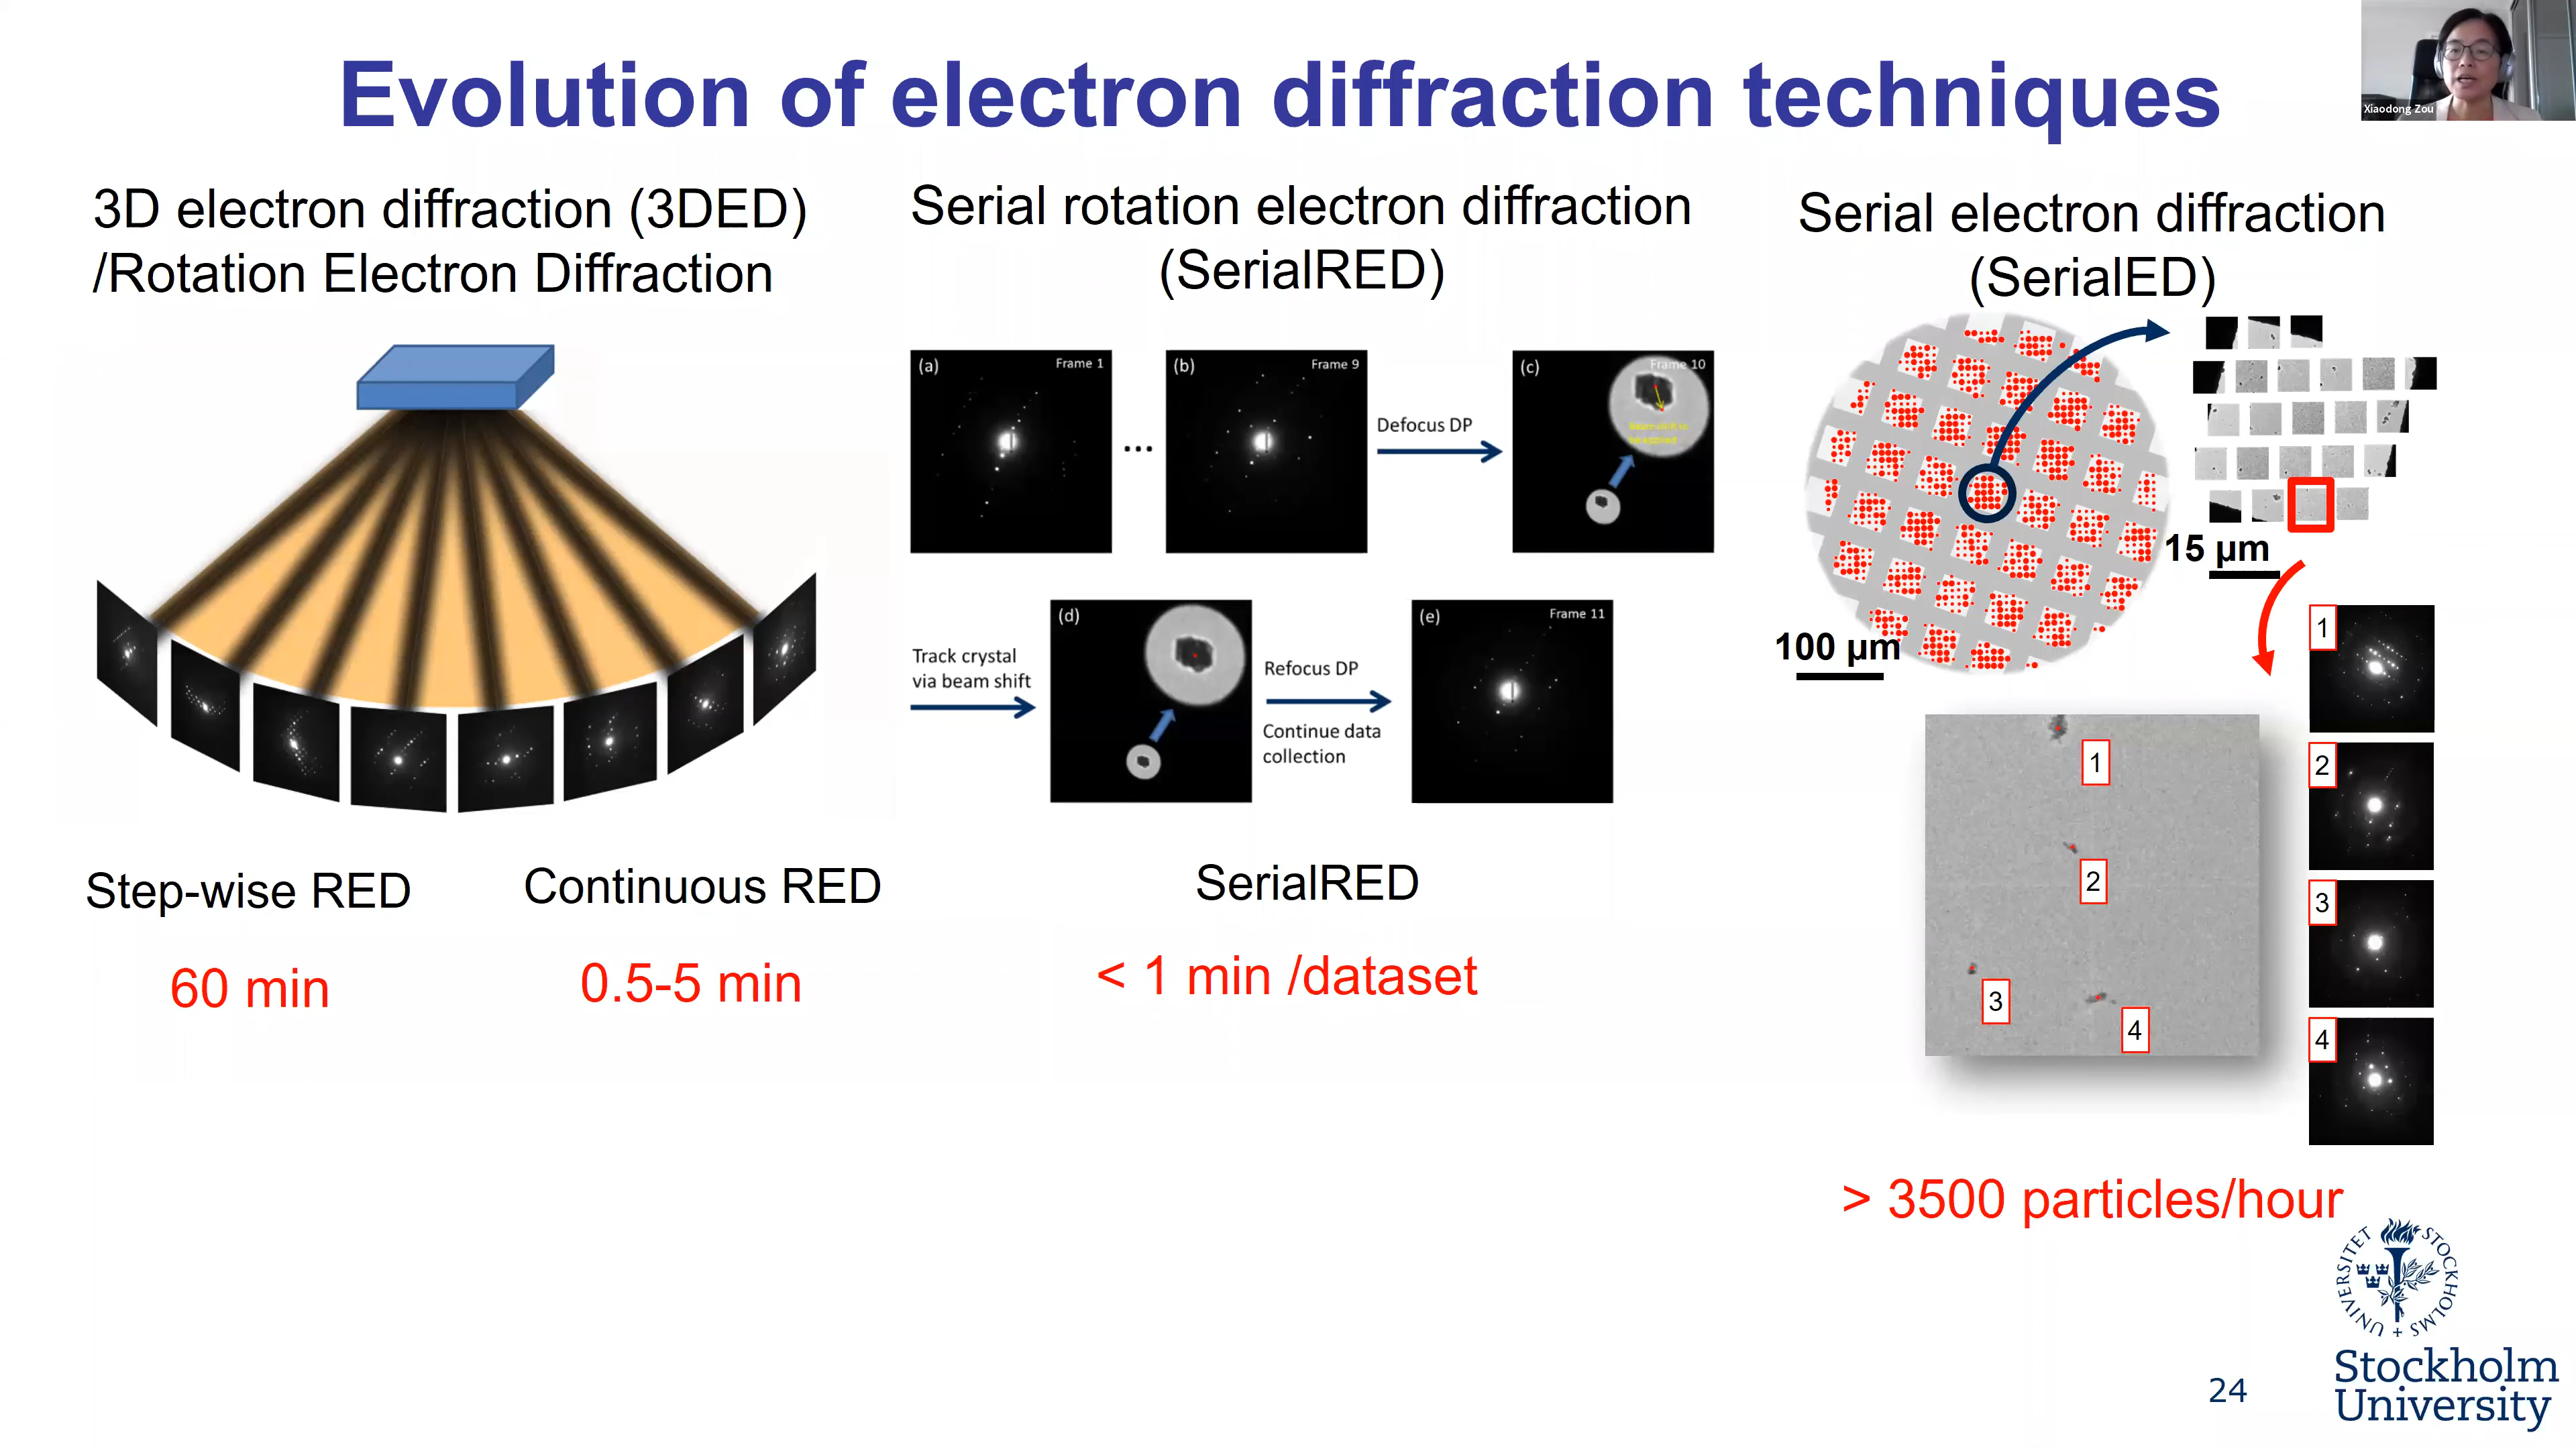 Evolution of electron diffraction techniques
Xiaodong Zou
3D electron diffraction (3DED)
/Rotation Electron Diffraction
Step-wise RED
Continuous RED
60 min
0.5-5 min
Serial rotation electron diffraction
(SerialRED)
(a)
Frame 1
...
(b)
Frame 9
Defocus DP
(c)
Frame 10
Track crystal
via beam shift
(d)
Refocus DP
Continue data
collection
(e)
Frame 11
SerialRED
< 1 min /dataset
Serial electron diffraction
(SerialED)
15 µm
100 µm
1
2
3
4
1
2
3
4
> 3500 particles/hour
STOCKHOLMS UNIVERSITET
Stockholm
University
24